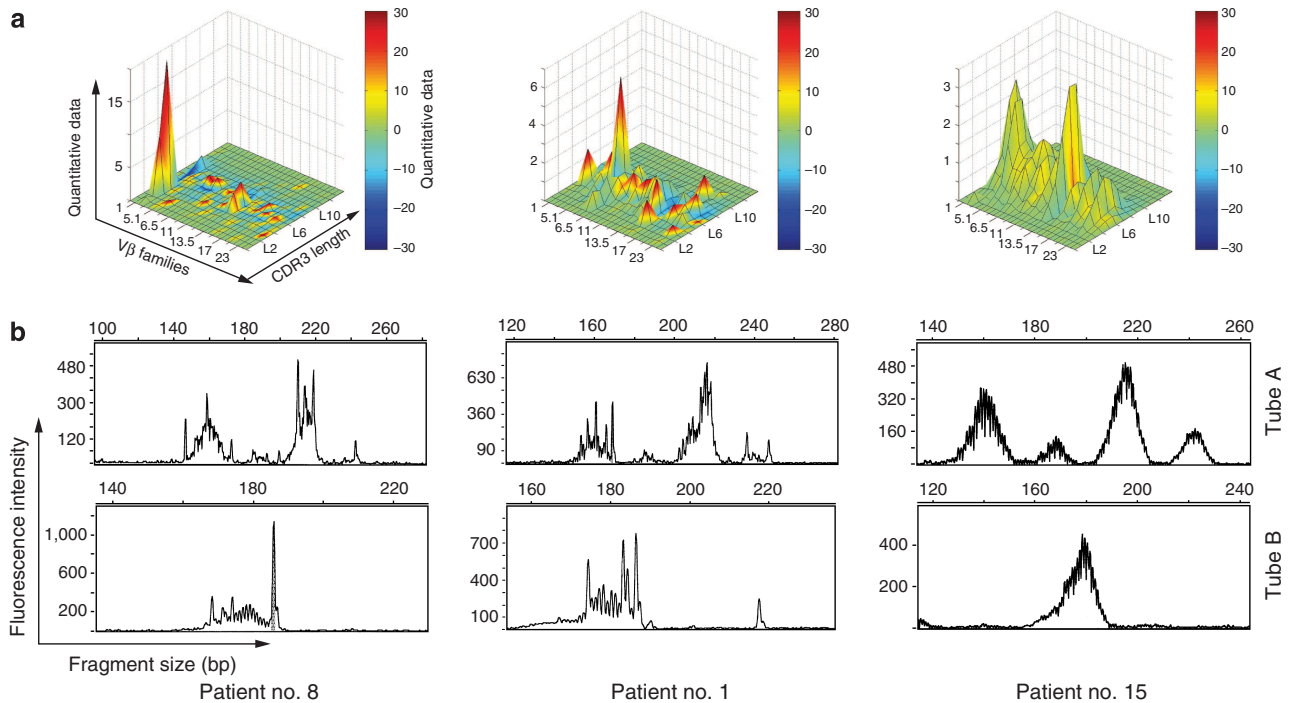 a
Quantitative data
15
5
1
5.1
6.5
11
13.5
17
23
L2
L6
L10
Vβ families
CDR3 length
30
20
10
0
–10
–20
–30
Quantitative data
6
4
2
1
5.1
6.5
11
13.5
17
23
L2
L6
L10
30
20
10
0
–10
–20
–30
3
2
1
1
5.1
6.5
11
13.5
17
23
L2
L6
L10
30
20
10
0
–10
–20
–30
b
100 140 180 220 260
480
300
120
120 160 200 240 280
630
360
90
140 180 220 260
480
320
160
Tube A
140 180 220
1,000
600
200
160 180 200 220
700
400
100
120 160 200 240
400
200
Tube B
Fluorescence intensity
Fragment size (bp)
Patient no. 8
Patient no. 1
Patient no. 15